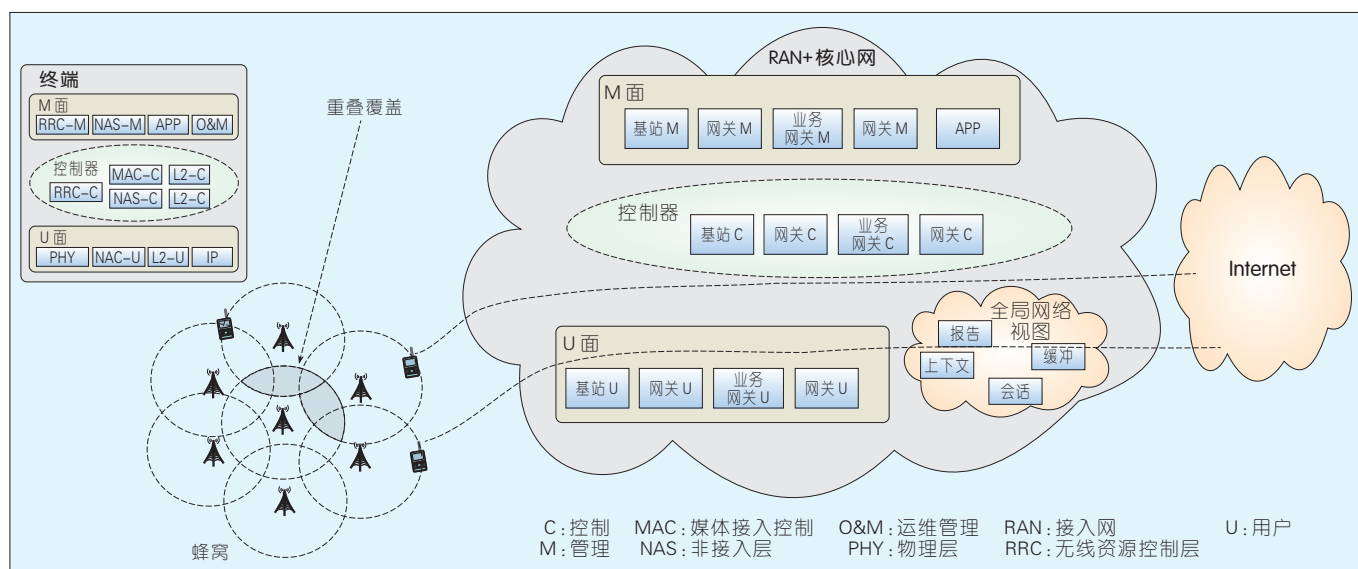 终端
M面
RRC-M NAS-M APP O&M
控制器
MAC-C L2-C
RRC-C
NAS-C L2-C
U面
PHY NAC-U L2-U IP
重叠覆盖
蜂窝
RAN+核心网
M面
基站M 网关M 业务网关M 网关M APP
控制器
基站C 网关C 业务网关C 网关C
U面
基站U 网关U 业务网关U 网关U
全局网络
视图
报告
上下文
缓冲
会话
Internet
C:控制 MAC:媒体接入控制 O&M:运维管理 RAN:接入网 U:用户
M:管理 NAS:非接入层 PHY:物理层 RRC:无线资源控制层